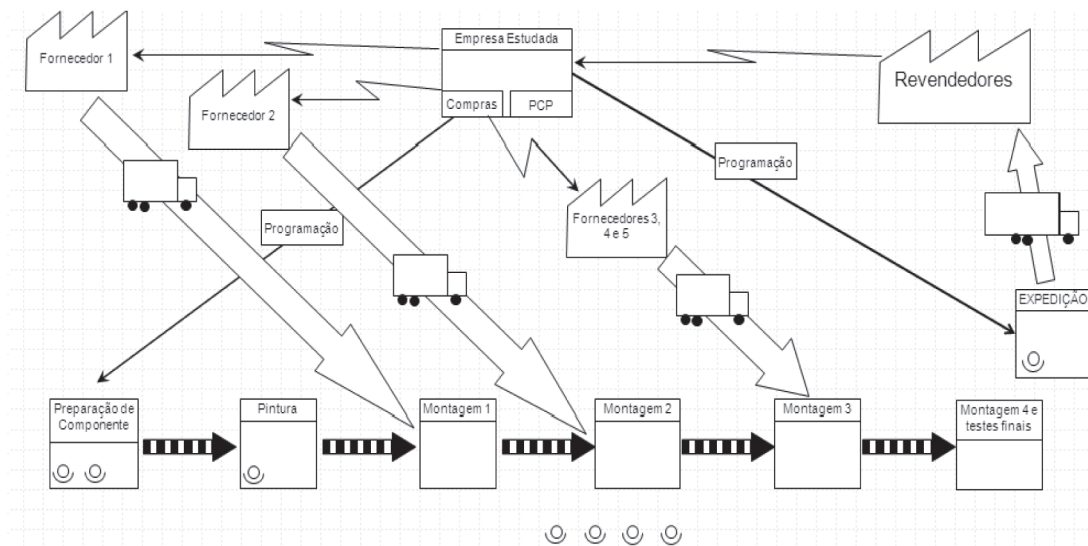 Fornecedor 1
Empresa Estudada
Revendedores
Fornecedor 2
Compras
PCP
Programação
Programação
Fornecedores 3,
4 e 5
EXPEDIÇÃO
Preparação de
Componente
Pintura
Montagem 1
Montagem 2
Montagem 3
Montagem 4 e
testes finais